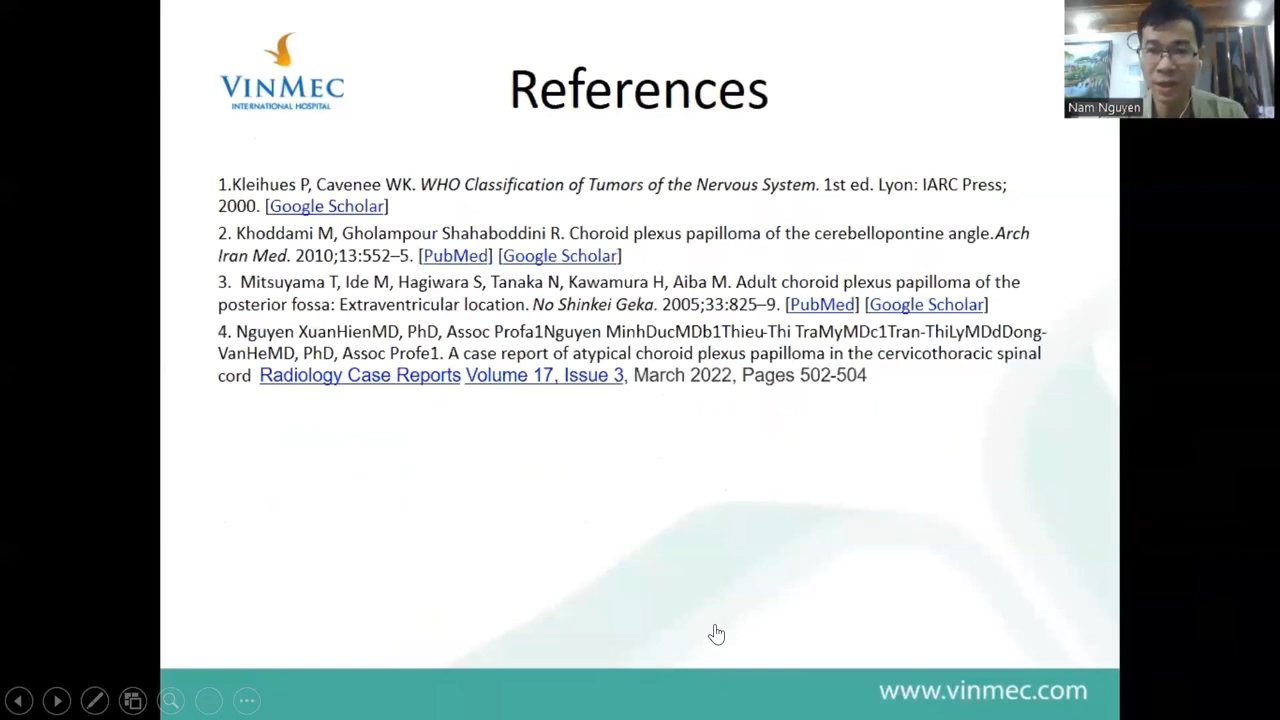 VINMEC
INTERNATIONAL HOSPITAL
References
Nam Nguyen
1.Kleihues P, Cavenee WK. WHO Classification of Tumors of the Nervous System. 1st ed. Lyon: IARC Press;
2000. [Google Scholar]
2. Khoddami M, Gholampour Shahaboddini R. Choroid plexus papilloma of the cerebellopontine angle.Arch
Iran Med. 2010;13:552–5. [PubMed] [Google Scholar]
3. Mitsuyama T, Ide M, Hagiwara S, Tanaka N, Kawamura H, Aiba M. Adult choroid plexus papilloma of the
posterior fossa: Extraventricular location. No Shinkei Geka. 2005;33:825–9. [PubMed] [Google Scholar]
4. Nguyen XuanHienMD, PhD, Assoc Profa1Nguyen MinhDucMDb1Thieu-Thi TraMyMDc1Tran-ThiLyMDdDong-
VanHeMD, PhD, Assoc Profe1. A case report of atypical choroid plexus papilloma in the cervicothoracic spinal
cord Radiology Case Reports Volume 17, Issue 3, March 2022, Pages 502-504
www.vinmec.com